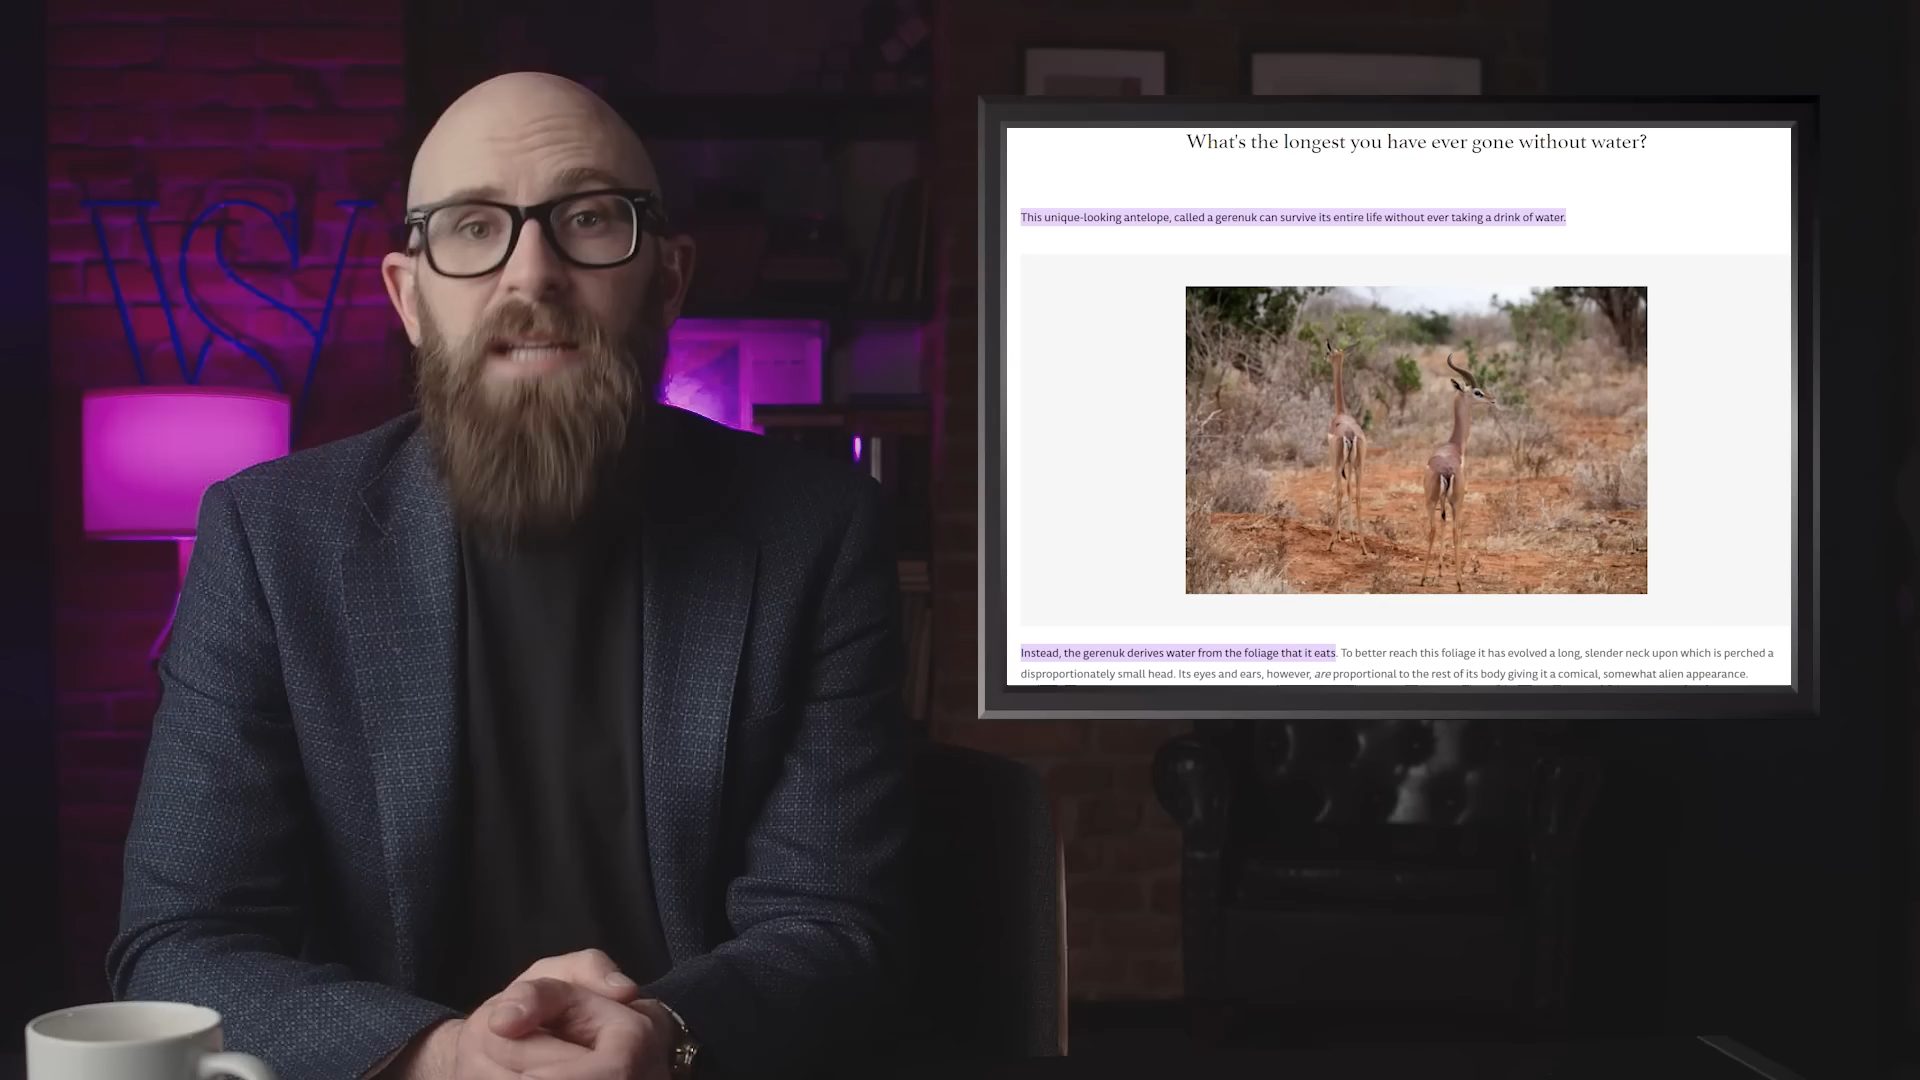 VS
What's the longest you have ever gone without water?
This unique-looking antelope, called a gerenuk can survive its entire life without ever taking a drink of water.
Instead, the gerenuk derives water from the foliage that it eats. To better reach this foliage it has evolved a long, slender neck upon which is perched a
disproportionately small head. Its eyes and ears, however, are proportional to the rest of its body giving it a comical, somewhat alien appearance.